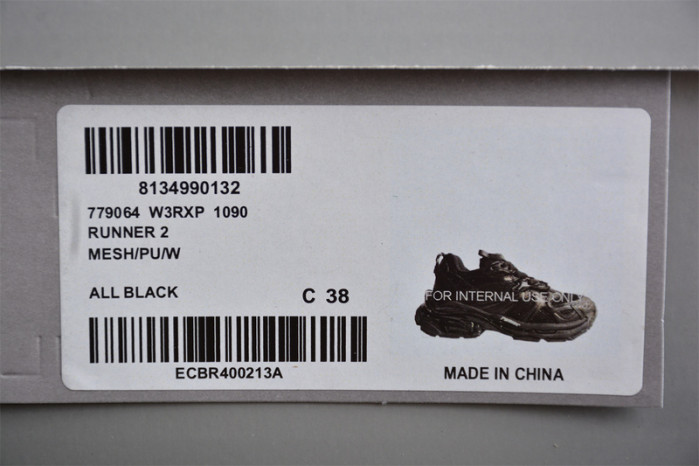 8134990132
779064 W3RXP 1090
RUNNER 2
MESH/PU/W
ALL BLACK
C 38
FOR INTERNAL USE ONLY
ECBR400213A
MADE IN CHINA